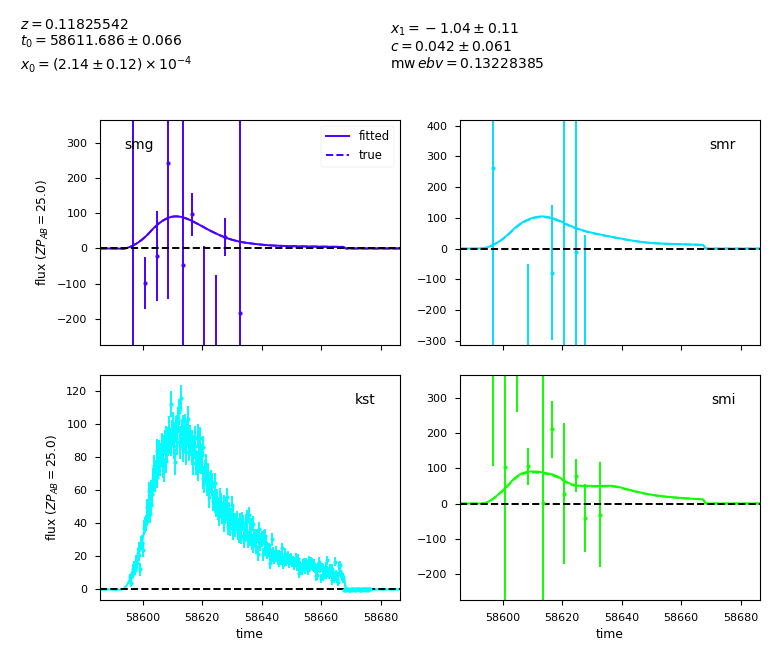 z = 0.11825542
t₀ = 58611.686 ± 0.066
x₀ = (2.14 ± 0.12) × 10⁻⁴
x₁ = −1.04 ± 0.11
c = 0.042 ± 0.061
mw ebv = 0.13228385
smg
fitted
true
300
200
100
0
−100
−200
flux (ZP_AB = 25.0)
smr
400
300
200
100
0
−100
−200
−300
kst
120
100
80
60
40
20
0
flux (ZP_AB = 25.0)
58600 58620 58640 58660 58680
time
smi
300
200
100
0
−100
−200
58600 58620 58640 58660 58680
time